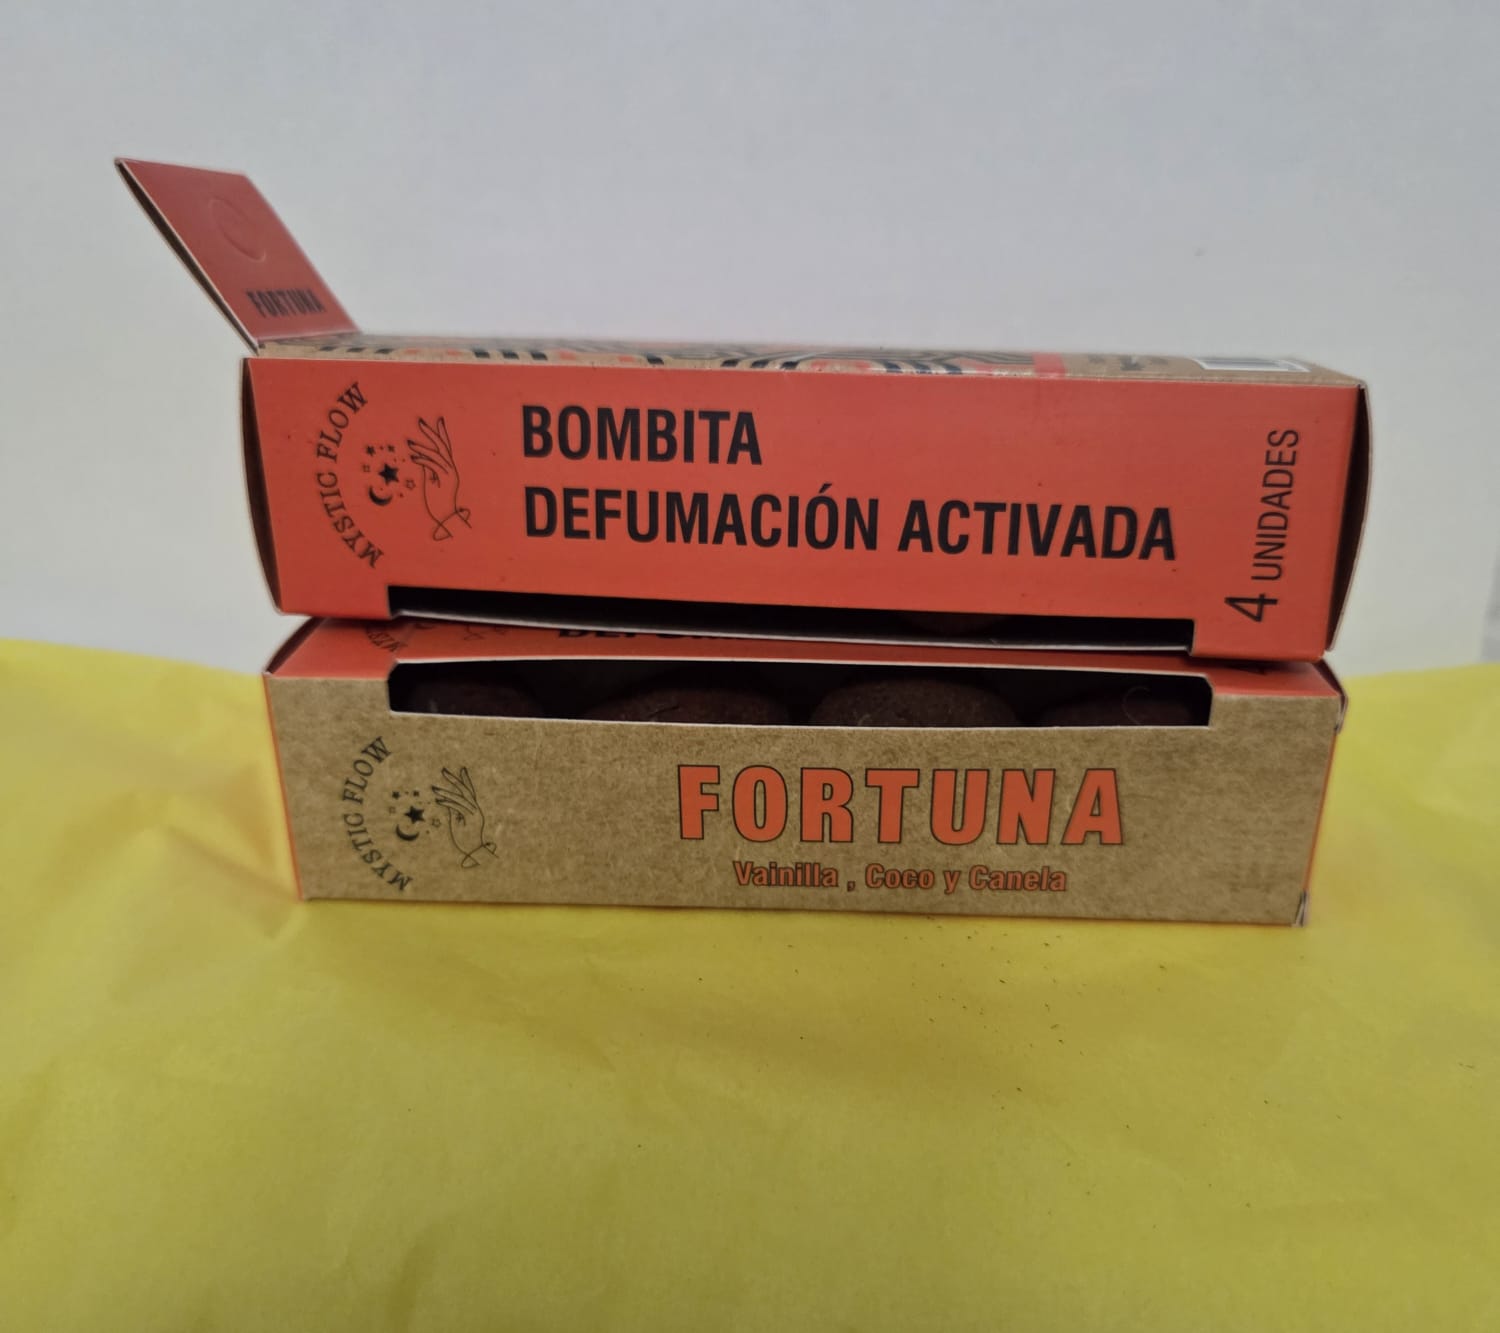 FORTUNA
MYSTIC FLOW
BOMBITA
DEFUMACIÓN ACTIVADA
4 UNIDADES
MYSTIC FLOW
FORTUNA
Vainilla , Coco y Canela